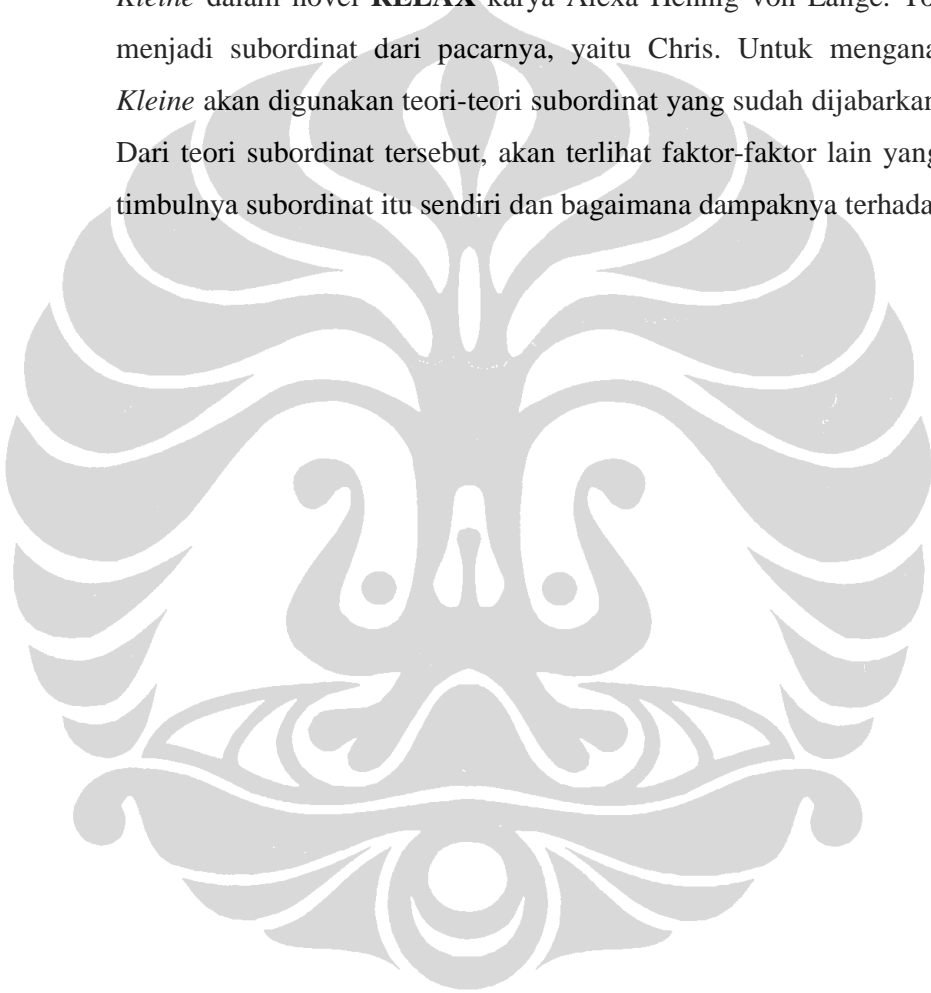 Kleine dalam novel RELAX karya Alexa Hennig von Lange. To
menjadi subordinat dari pacarnya, yaitu Chris. Untuk mengana
Kleine akan digunakan teori-teori subordinat yang sudah dijabarkan
Dari teori subordinat tersebut, akan terlihat faktor-faktor lain yang
timbulnya subordinat itu sendiri dan bagaimana dampaknya terhada